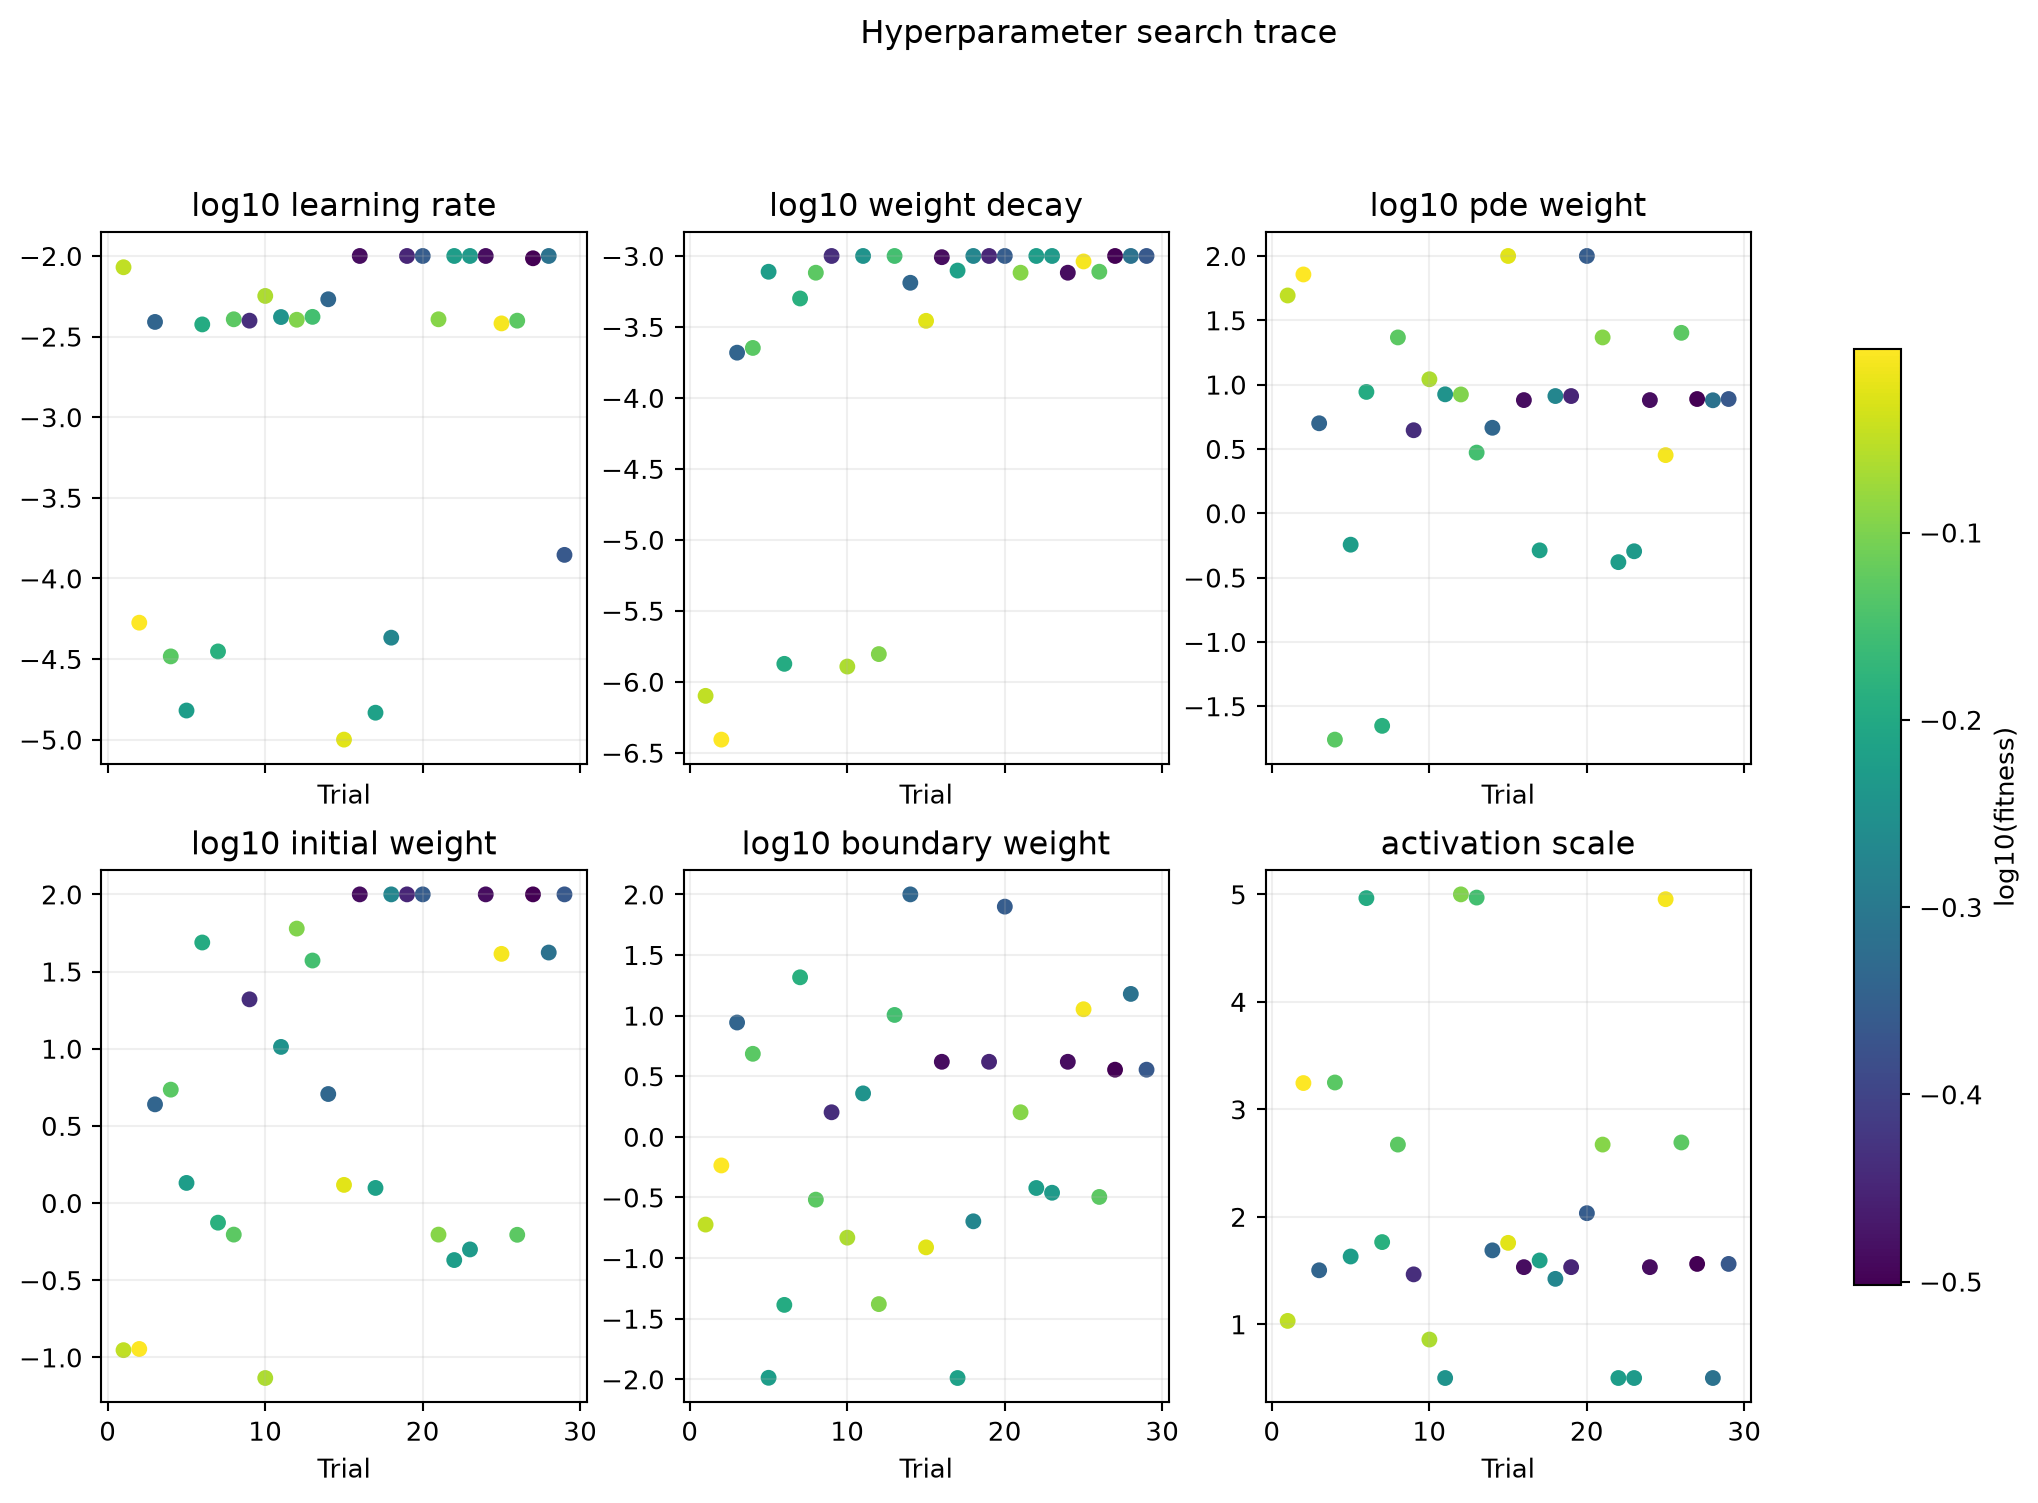 Hyperparameter search trace
log10 learning rate
−2.0
−2.5
−3.0
−3.5
−4.0
−4.5
−5.0
Trial
log10 weight decay
−3.0
−3.5
−4.0
−4.5
−5.0
−5.5
−6.0
−6.5
Trial
log10 pde weight
2.0
1.5
1.0
0.5
0.0
−0.5
−1.0
−1.5
Trial
log10 initial weight
2.0
1.5
1.0
0.5
0.0
−0.5
−1.0
0 10 20 30
Trial
log10 boundary weight
2.0
1.5
1.0
0.5
0.0
−0.5
−1.0
−1.5
−2.0
0 10 20 30
Trial
activation scale
5
4
3
2
1
0 10 20 30
Trial
−0.1
−0.2
−0.3
−0.4
−0.5
log10(fitness)